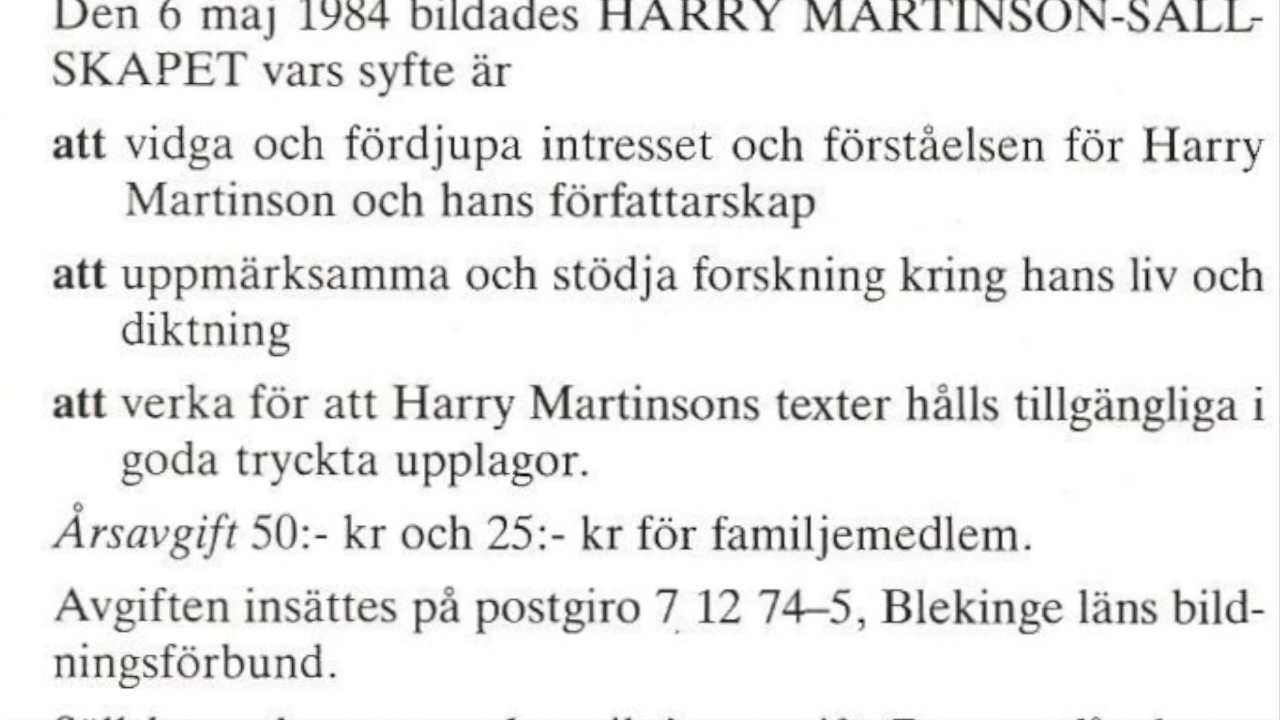 Den 6 maj 1984 bildades HARRY MARTINSON-SÄLL-
SKAPET vars syfte är
att vidga och fördjupa intresset och förståelsen för Harry
Martinson och hans författarskap
att uppmärksamma och stödja forskning kring hans liv och
diktning
att verka för att Harry Martinsons texter hålls tillgängliga i
goda tryckta upplagor.
Årsavgift 50:- kr och 25:- kr för familjemedlem.
Avgiften insättes på postgiro 7 12 74–5, Blekinge läns bild-
ningsförbund.